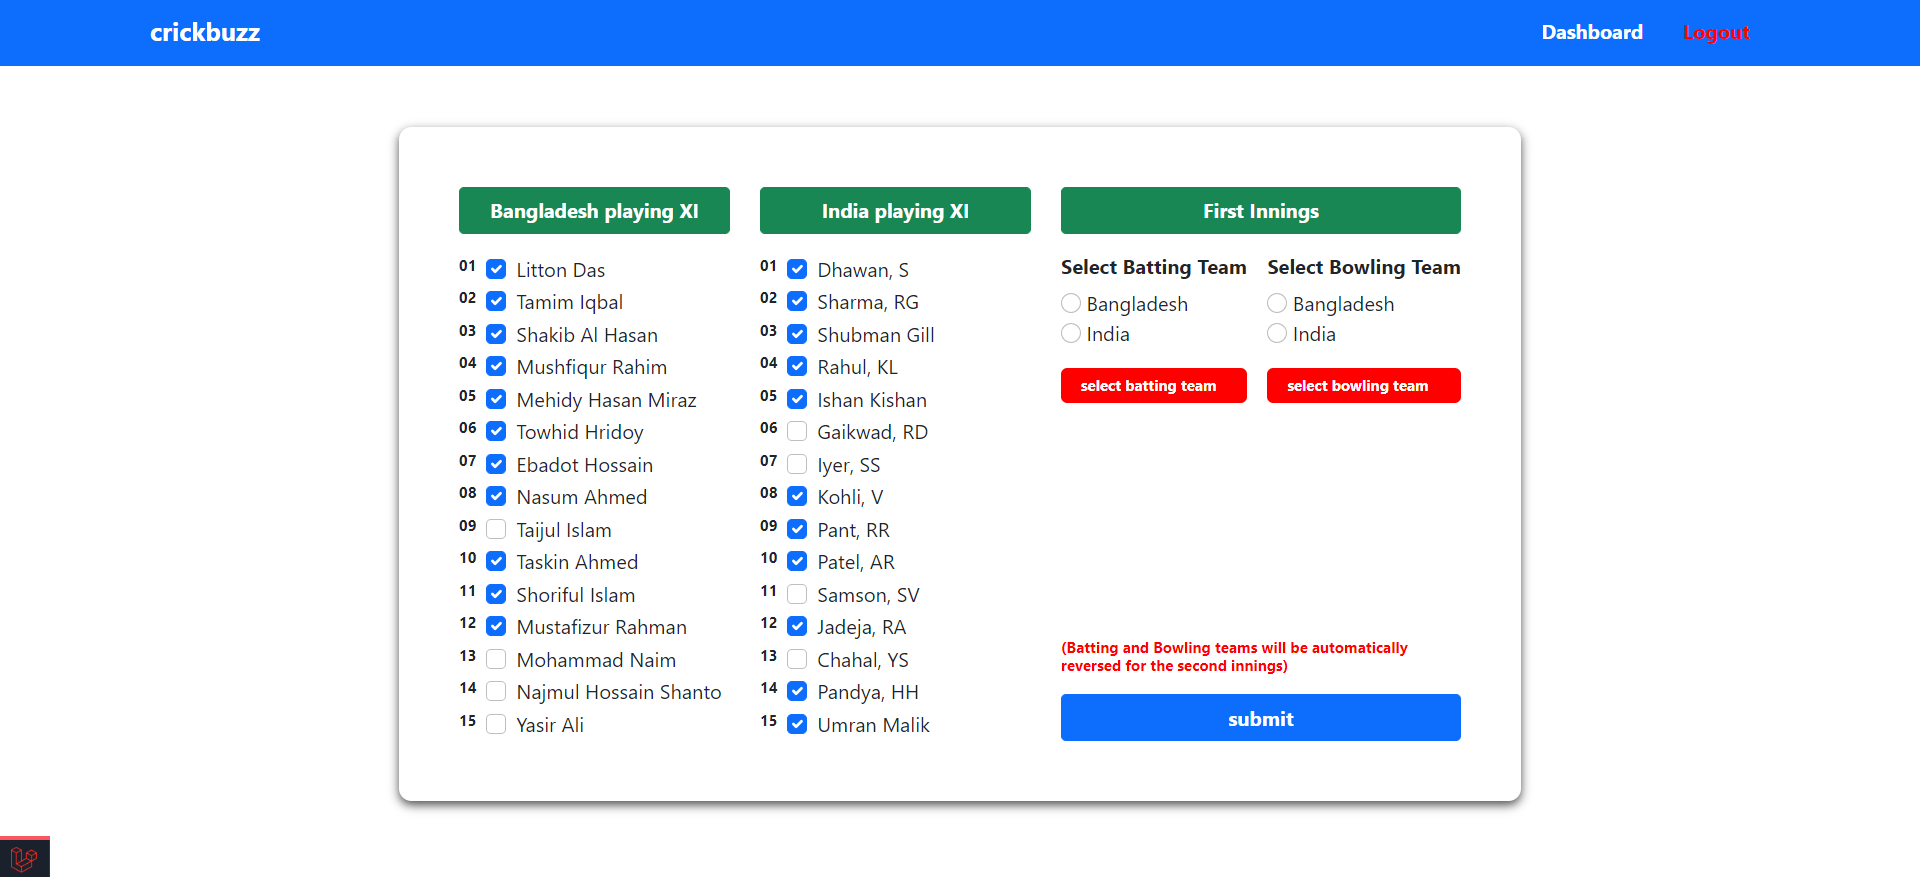 crickbuzz
Dashboard
Logout
Bangladesh playing XI
01 Litton Das
02 Tamim Iqbal
03 Shakib Al Hasan
04 Mushfiqur Rahim
05 Mehidy Hasan Miraz
06 Towhid Hridoy
07 Ebadot Hossain
08 Nasum Ahmed
09 Taijul Islam
10 Taskin Ahmed
11 Shoriful Islam
12 Mustafizur Rahman
13 Mohammad Naim
14 Najmul Hossain Shanto
15 Yasir Ali
India playing XI
01 Dhawan, S
02 Sharma, RG
03 Shubman Gill
04 Rahul, KL
05 Ishan Kishan
06 Gaikwad, RD
07 Iyer, SS
08 Kohli, V
09 Pant, RR
10 Patel, AR
11 Samson, SV
12 Jadeja, RA
13 Chahal, YS
14 Pandya, HH
15 Umran Malik
First Innings
Select Batting Team
Bangladesh
India
select batting team
Select Bowling Team
Bangladesh
India
select bowling team
(Batting and Bowling teams will be automatically
reversed for the second innings)
submit